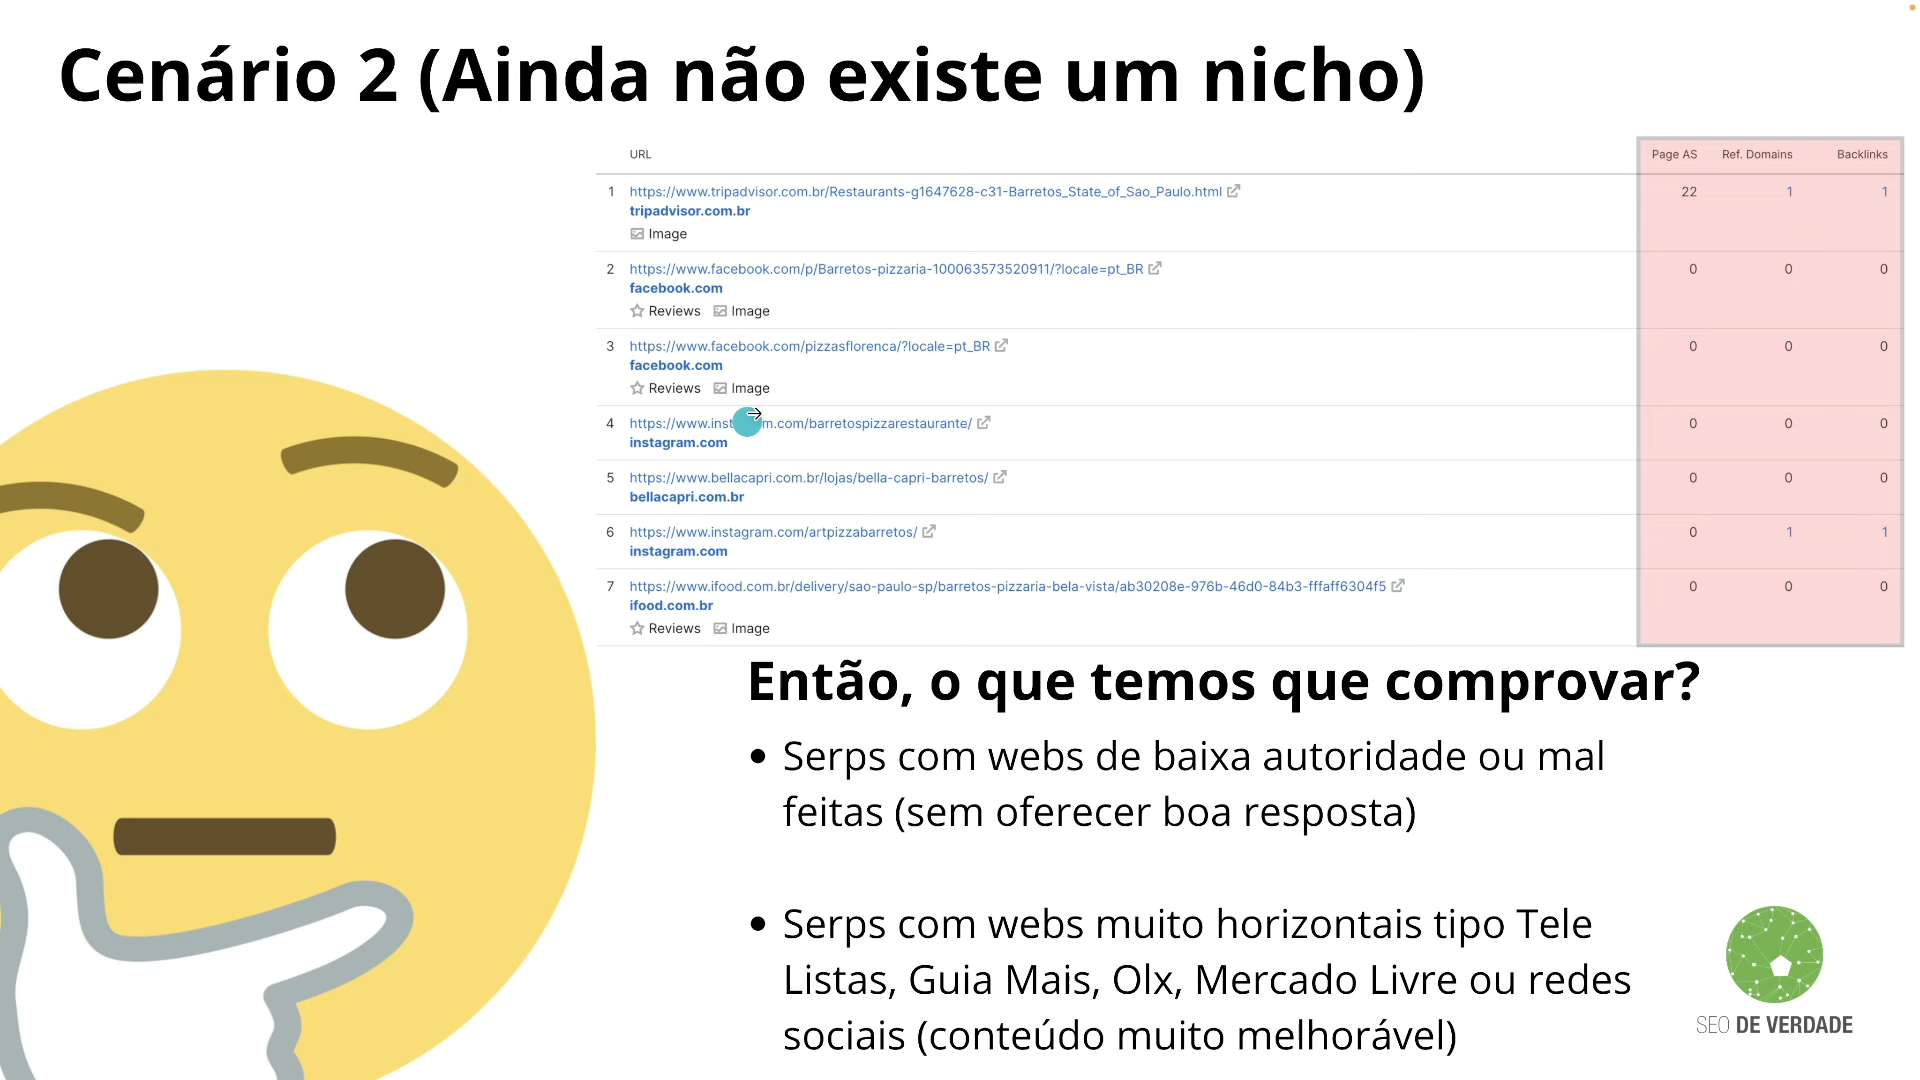 Cenário 2 (Ainda não existe um nicho)
URL Page AS Ref. Domains Backlinks
1 https://www.tripadvisor.com.br/Restaurants-g1647628-c31-Barretos_State_of_Sao_Paulo.html 22 1 1
tripadvisor.com.br
Image
2 https://www.facebook.com/p/Barretos-pizzaria-100063573520911/?locale=pt_BR 0 0 0
facebook.com
Reviews Image
3 https://www.facebook.com/pizzasflorenca/?locale=pt_BR 0 0 0
facebook.com
Reviews Image
4 https://www.inst m.com/barretospizzarestaurante/ 0 0 0
instagram.com
5 https://www.bellacapri.com.br/lojas/bella-capri-barretos/ 0 0 0
bellacapri.com.br
6 https://www.instagram.com/artpizzabarretos/ 0 1 1
instagram.com
7 https://www.ifood.com.br/delivery/sao-paulo-sp/barretos-pizzaria-bela-vista/ab30208e-976b-46d0-84b3-fffaff6304f5 0 0 0
ifood.com.br
Reviews Image
Então, o que temos que comprovar?
• Serps com webs de baixa autoridade ou mal
feitas (sem oferecer boa resposta)
• Serps com webs muito horizontais tipo Tele
Listas, Guia Mais, Olx, Mercado Livre ou redes
sociais (conteúdo muito melhorável)
SEO DE VERDADE